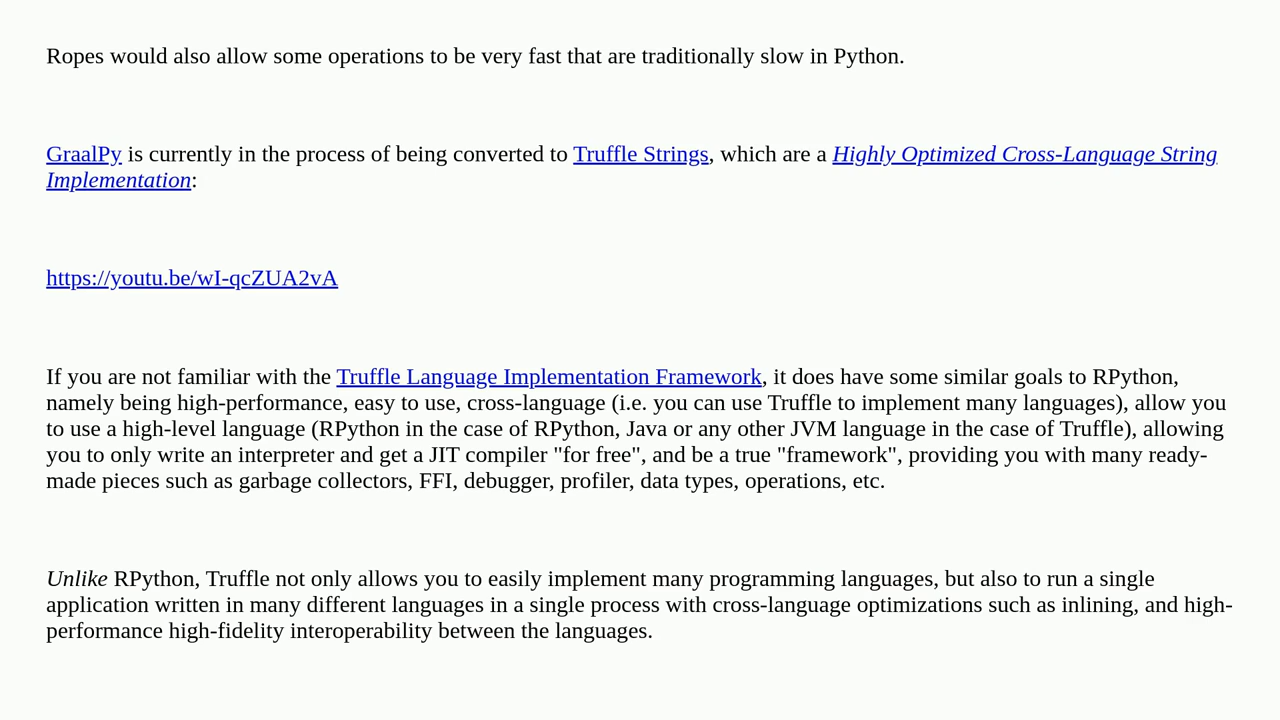 Ropes would also allow some operations to be very fast that are traditionally slow in Python.
GraalPy is currently in the process of being converted to Truffle Strings, which are a Highly Optimized Cross-Language String
Implementation:
https://youtu.be/wI-qcZUA2vA
If you are not familiar with the Truffle Language Implementation Framework, it does have some similar goals to RPython,
namely being high-performance, easy to use, cross-language (i.e. you can use Truffle to implement many languages), allow you
to use a high-level language (RPython in the case of RPython, Java or any other JVM language in the case of Truffle), allowing
you to only write an interpreter and get a JIT compiler "for free", and be a true "framework", providing you with many ready-
made pieces such as garbage collectors, FFI, debugger, profiler, data types, operations, etc.
Unlike RPython, Truffle not only allows you to easily implement many programming languages, but also to run a single
application written in many different languages in a single process with cross-language optimizations such as inlining, and high-
performance high-fidelity interoperability between the languages.